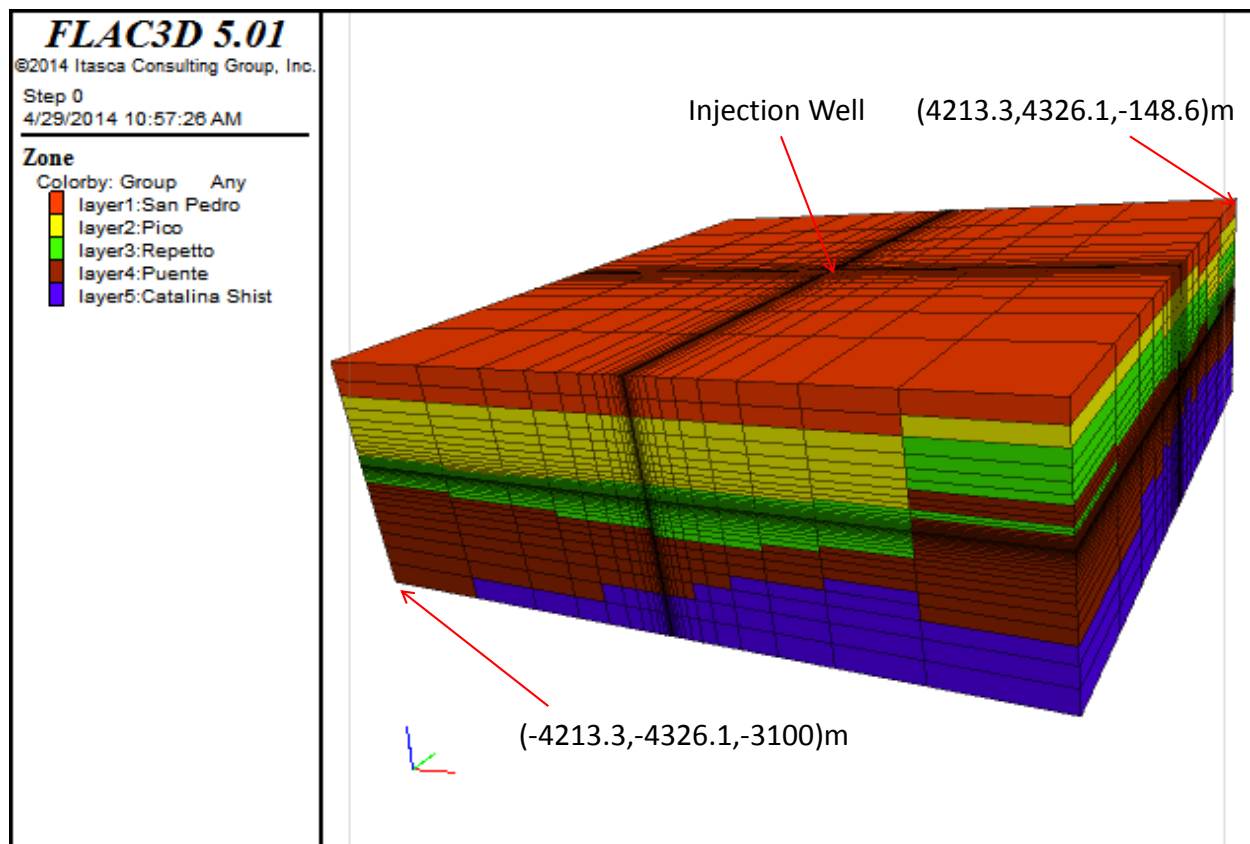 FLAC3D 5.01
©2014 Itasca Consulting Group, Inc.
Step 0
4/29/2014 10:57:26 AM
Zone
Colorby: Group Any
layer1:San Pedro
layer2:Pico
layer3:Repetto
layer4:Puente
layer5:Catalina Shist
Injection Well
(4213.3,4326.1,-148.6)m
(-4213.3,-4326.1,-3100)m